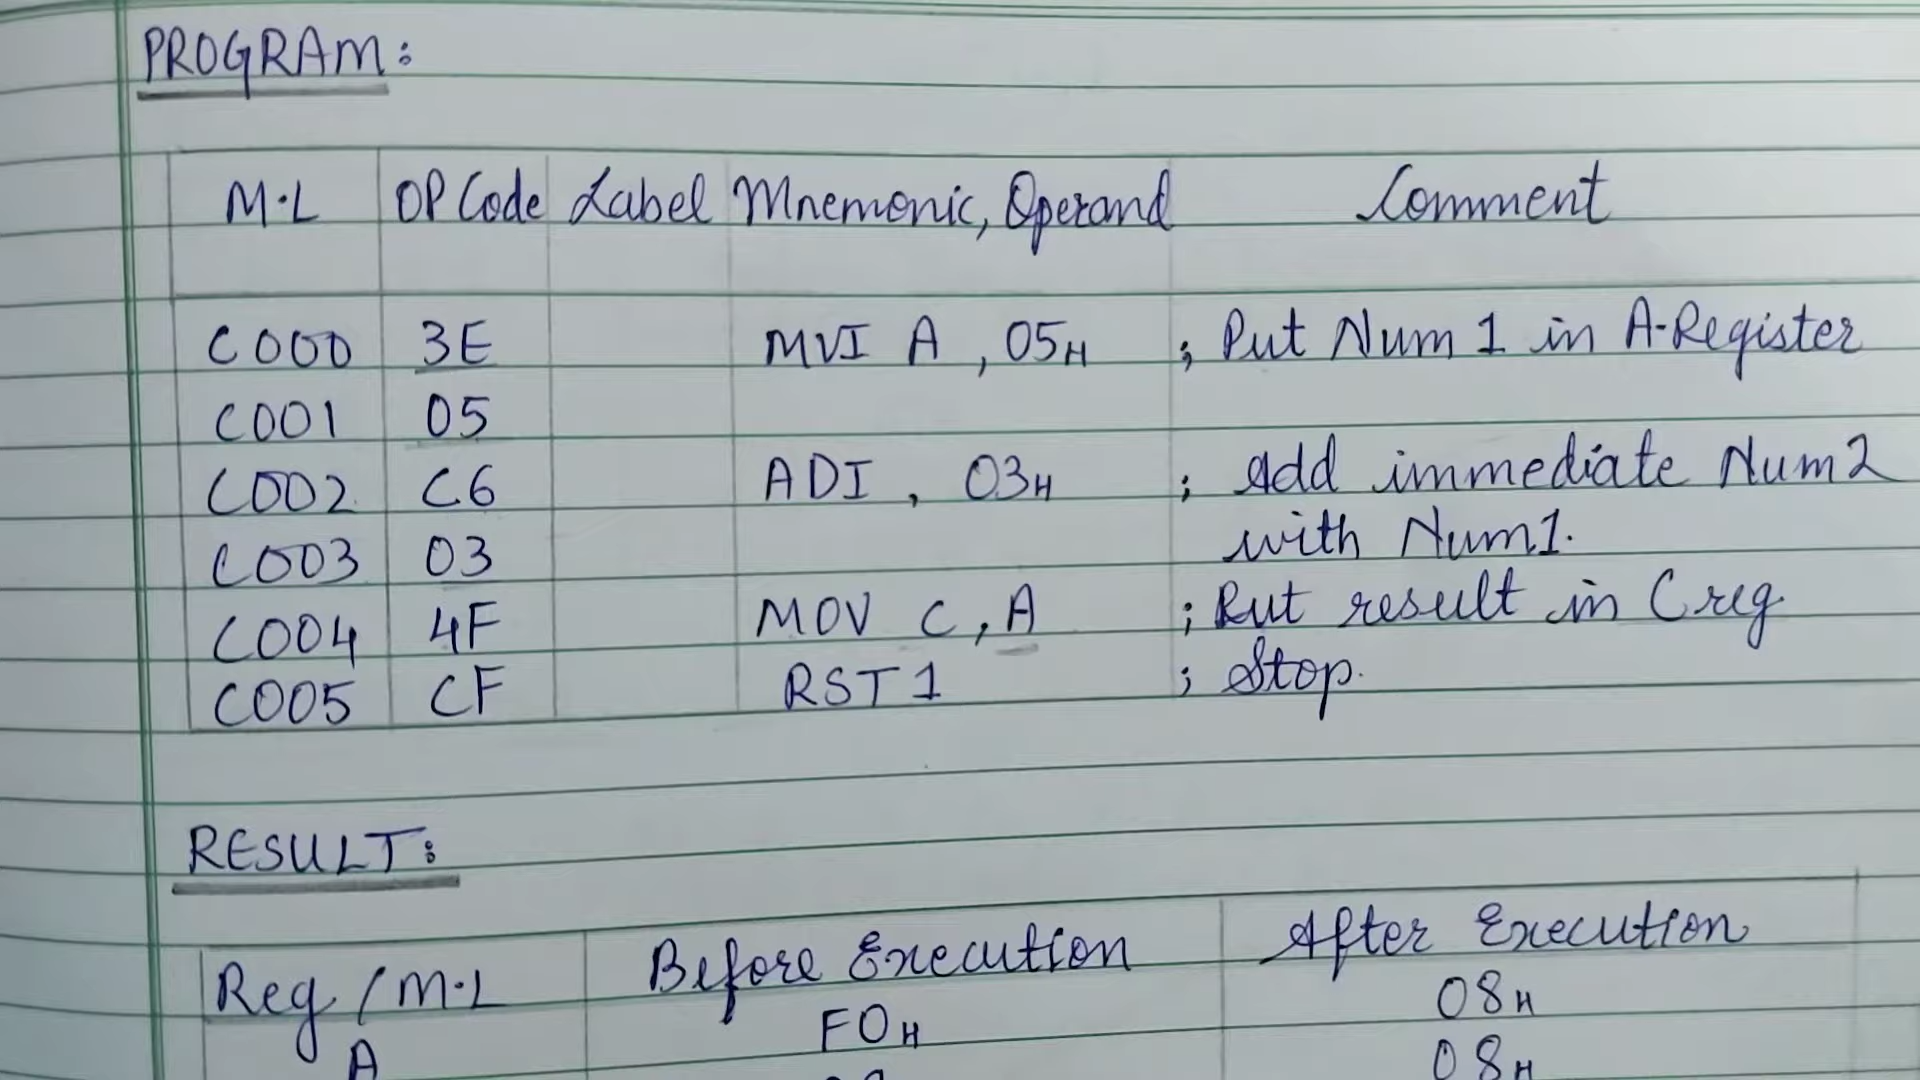 PROGRAM:
M.L OP Code Label Mnemonic, Operand Comment
C000 3E MVI A , 05H ; Put Num 1 in A-Register
C001 05
C002 C6 ADI , 03H ; Add immediate Num2
with Num1.
C003 03
C004 4F MOV C, A ; Put result in C reg
C005 CF RST 1 ; Stop.
RESULT:
Reg / M.L Before Execution After Execution
A F0H 08H
08H